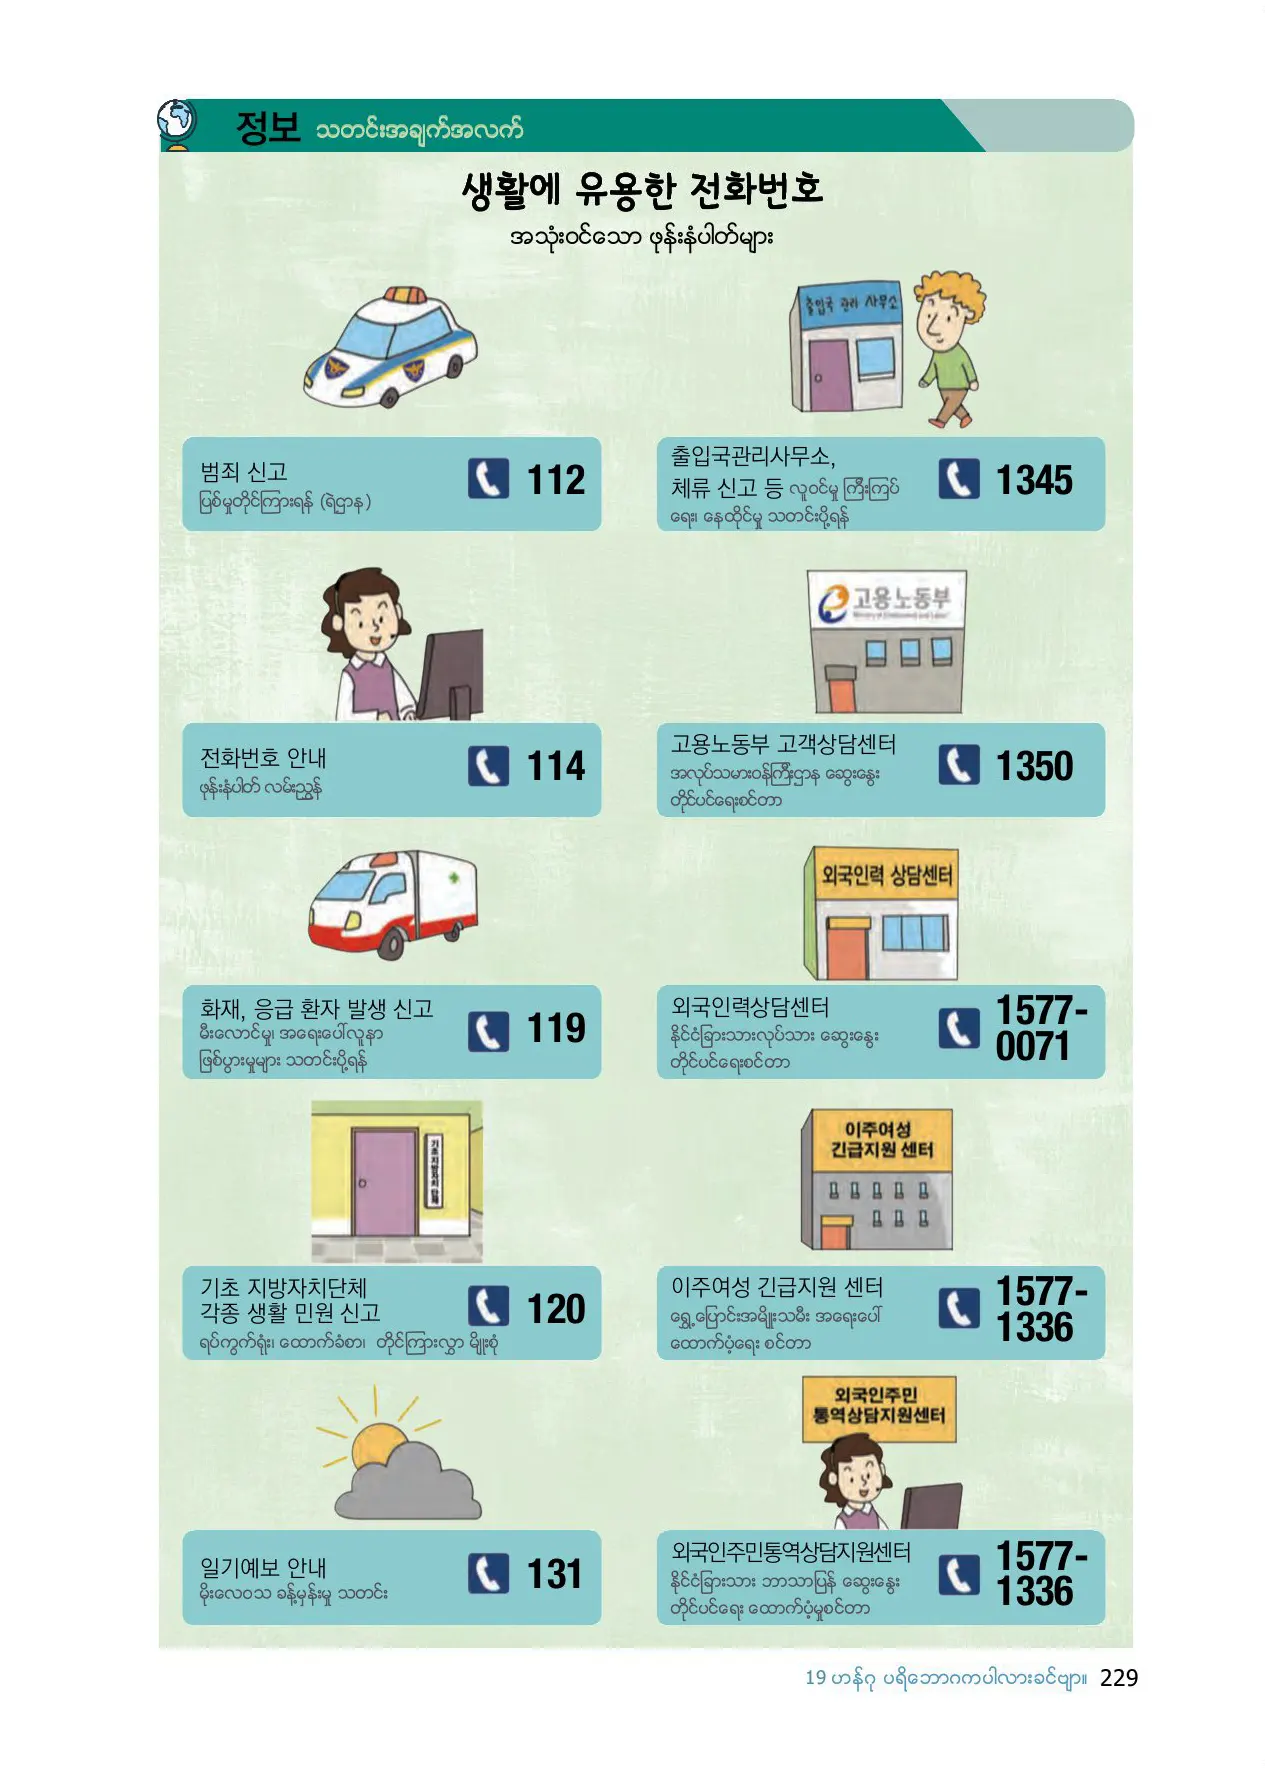 정보 သတင်းအချက်အလက်
생활에 유용한 전화번호
အသုံးဝင်သော ဖုန်းနံပါတ်များ
범죄 신고
ပြစ်မှုတိုင်ကြားရန် (ရဲဌာန)
112
출입국 관리 사무소
출입국관리사무소,
체류 신고 등 လူဝင်မှု ကြီးကြပ်
ရေး၊ နေထိုင်မှု သတင်းပို့ရန်
1345
전화번호 안내
ဖုန်းနံပါတ် လမ်းညွှန်
114
고용노동부
Ministry of Employment and Labor
고용노동부 고객상담센터
အလုပ်သမားဝန်ကြီးဌာန ဆွေးနွေး
တိုင်ပင်ရေးစင်တာ
1350
화재, 응급 환자 발생 신고
မီးလောင်မှု၊ အရေးပေါ်လူနာ
ဖြစ်ပွားမှုများ သတင်းပို့ရန်
119
외국인력 상담센터
외국인력상담센터
နိုင်ငံခြားသားလုပ်သား ဆွေးနွေး
တိုင်ပင်ရေးစင်တာ
1577-
0071
기초지방자치단체
기초 지방자치단체
각종 생활 민원 신고
ရပ်ကွက်ရုံး၊ ထောက်ခံစာ၊ တိုင်ကြားလွှာ မျိုးစုံ
120
이주여성
긴급지원 센터
이주여성 긴급지원 센터
ရွှေ့ပြောင်းအမျိုးသမီး အရေးပေါ်
ထောက်ပံ့ရေး စင်တာ
1577-
1336
일기예보 안내
မိုးလေဝသ ခန့်မှန်းမှု သတင်း
131
외국인주민
통역상담지원센터
외국인주민통역상담지원센터
နိုင်ငံခြားသား ဘာသာပြန် ဆွေးနွေး
တိုင်ပင်ရေး ထောက်ပံ့မှုစင်တာ
1577-
1336
19 ဟန်ဂု ပရိဘောဂကပါလားခင်ဗျာ။ 229